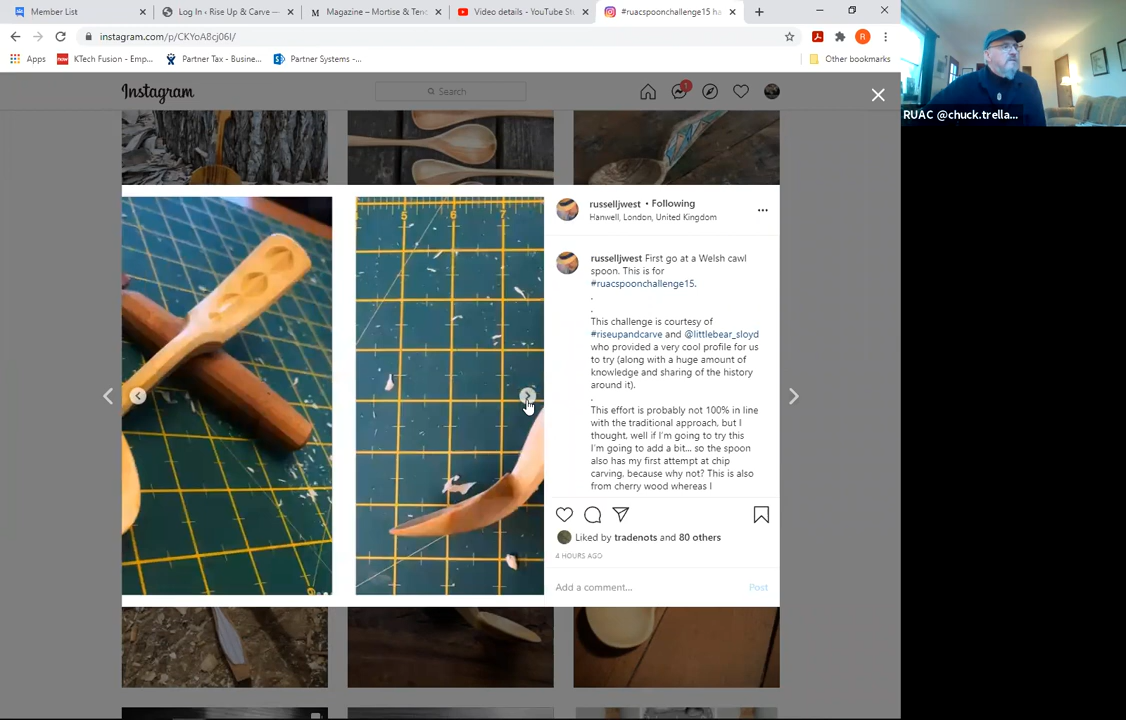 Member List
Log In ‹ Rise Up & Carve —
Magazine – Mortise & Ten
Video details - YouTube St
#ruacspoonchallenge15 ha
instagram.com/p/CKYoA8cj06I/
Apps
KTech Fusion - Emp...
Partner Tax - Busine...
Partner Systems -...
Other bookmarks
RUAC @chuck.trella...
Instagram
Search
1
russelljwest • Following
Hanwell, London, United Kingdom
russelljwest First go at a Welsh cawl
spoon. This is for
#ruacspoonchallenge15.
.
.
This challenge is courtesy of
#riseupandcarve and @littlebear_sloyd
who provided a very cool profile for us
to try (along with a huge amount of
knowledge and sharing of the history
around it).
.
This effort is probably not 100% in line
with the traditional approach, but I
thought, well if I'm going to try this
I'm going to add a bit... so the spoon
also has my first attempt at chip
carving, because why not? This is also
from cherry wood whereas I
5 6 7
Liked by tradenots and 80 others
4 HOURS AGO
Add a comment...
Post